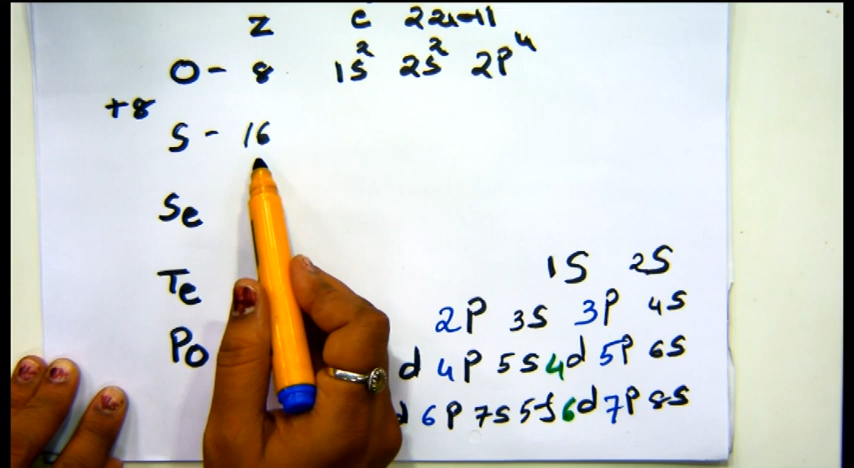 Z e
O - 8 1s² 2s² 2p⁴
+8
S - 16
Se
1S 2S
Te
2P 3S 3P 4S
Po d 4P 5S 4d 5P 6S
d 6P 7S 5f 6d 7P 8S